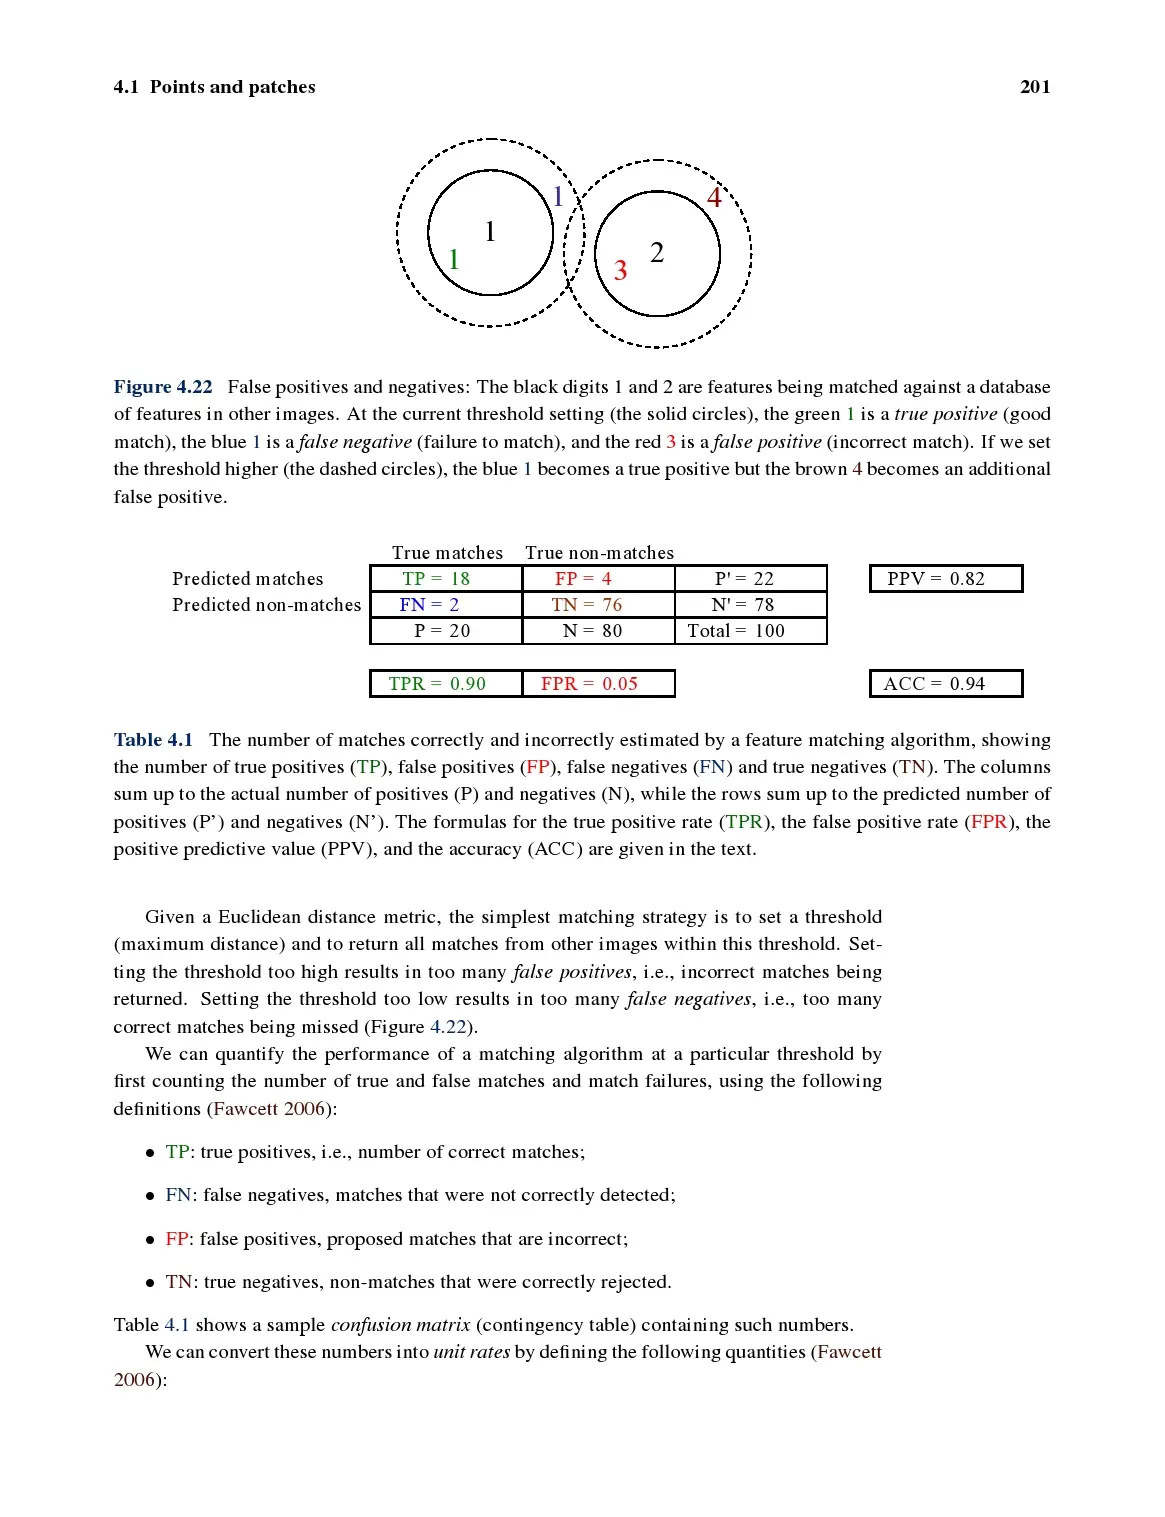 4.1 Points and patches 201
1 4
1 2
1 3
Figure 4.22 False positives and negatives: The black digits 1 and 2 are features being matched against a database
of features in other images. At the current threshold setting (the solid circles), the green 1 is a true positive (good
match), the blue 1 is a false negative (failure to match), and the red 3 is a false positive (incorrect match). If we set
the threshold higher (the dashed circles), the blue 1 becomes a true positive but the brown 4 becomes an additional
false positive.
True matches True non-matches
Predicted matches TP = 18 FP = 4 P' = 22 PPV = 0.82
Predicted non-matches FN = 2 TN = 76 N' = 78
P = 20 N = 80 Total = 100
TPR = 0.90 FPR = 0.05 ACC = 0.94
Table 4.1 The number of matches correctly and incorrectly estimated by a feature matching algorithm, showing
the number of true positives (TP), false positives (FP), false negatives (FN) and true negatives (TN). The columns
sum up to the actual number of positives (P) and negatives (N), while the rows sum up to the predicted number of
positives (P’) and negatives (N’). The formulas for the true positive rate (TPR), the false positive rate (FPR), the
positive predictive value (PPV), and the accuracy (ACC) are given in the text.
Given a Euclidean distance metric, the simplest matching strategy is to set a threshold
(maximum distance) and to return all matches from other images within this threshold. Set-
ting the threshold too high results in too many false positives, i.e., incorrect matches being
returned. Setting the threshold too low results in too many false negatives, i.e., too many
correct matches being missed (Figure 4.22).
We can quantify the performance of a matching algorithm at a particular threshold by
first counting the number of true and false matches and match failures, using the following
definitions (Fawcett 2006):
• TP: true positives, i.e., number of correct matches;
• FN: false negatives, matches that were not correctly detected;
• FP: false positives, proposed matches that are incorrect;
• TN: true negatives, non-matches that were correctly rejected.
Table 4.1 shows a sample confusion matrix (contingency table) containing such numbers.
We can convert these numbers into unit rates by defining the following quantities (Fawcett
2006):